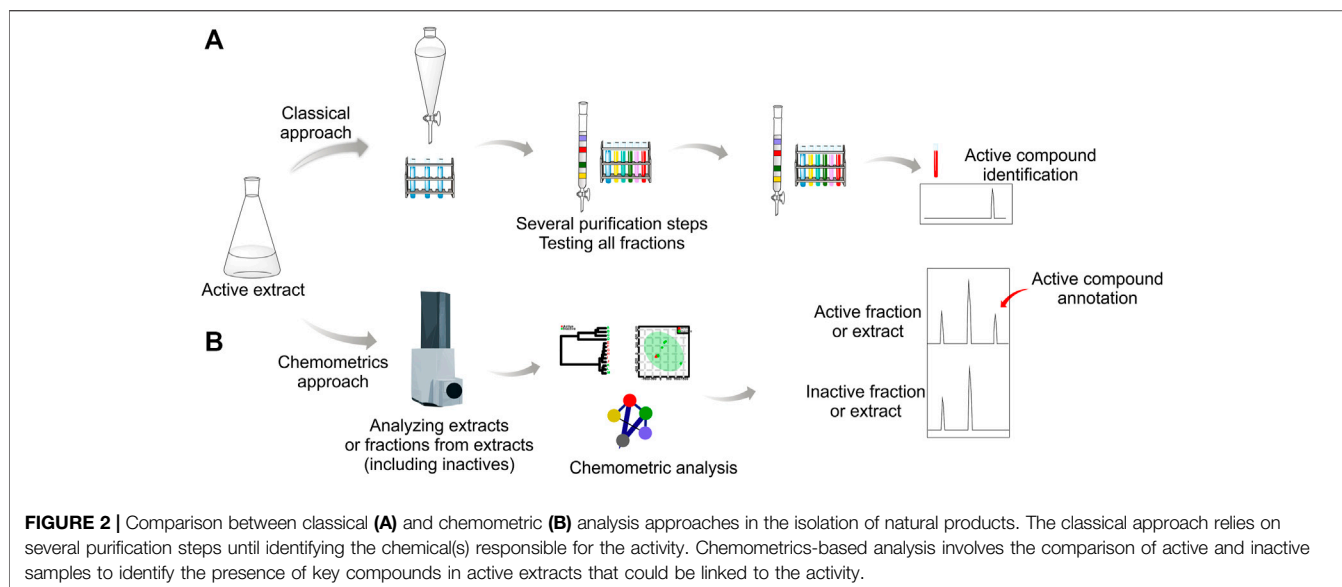 A
Classical
approach
Active compound
identification
Several purification steps
Testing all fractions
Active extract
B
Chemometrics
approach
Analyzing extracts
or fractions from extracts
(including inactives)
Chemometric analysis
Active fraction
or extract
Active compound
annotation
Inactive fraction
or extract
FIGURE 2 | Comparison between classical (A) and chemometric (B) analysis approaches in the isolation of natural products. The classical approach relies on
several purification steps until identifying the chemical(s) responsible for the activity. Chemometrics-based analysis involves the comparison of active and inactive
samples to identify the presence of key compounds in active extracts that could be linked to the activity.